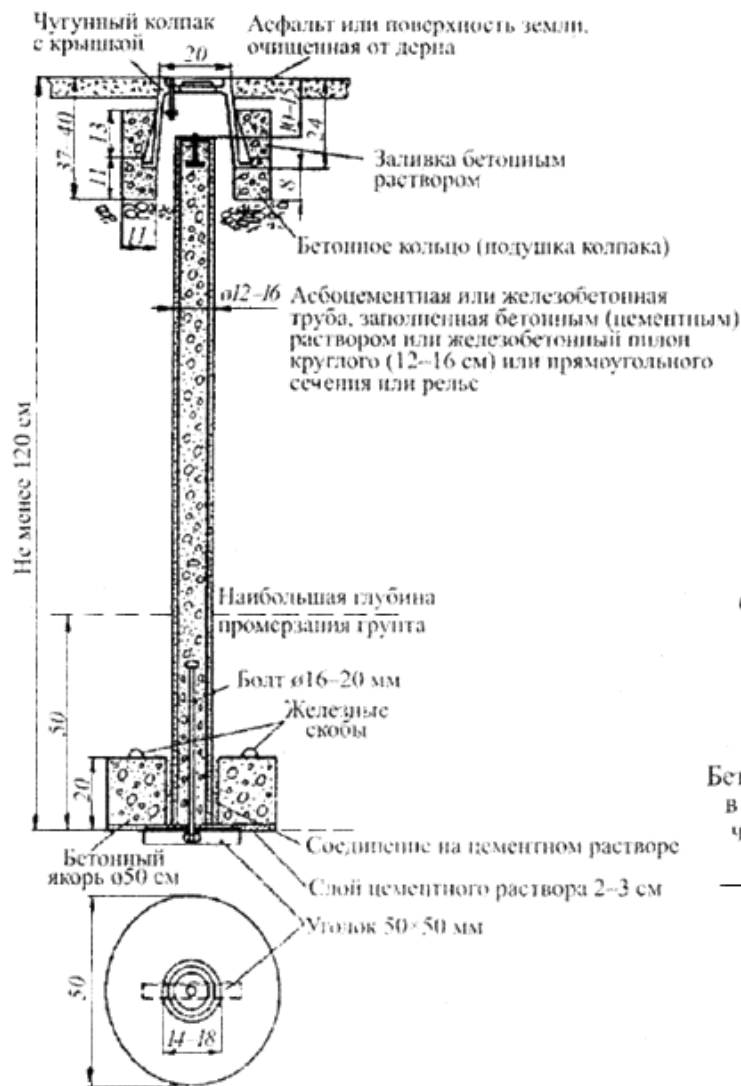 Чугунный колпак
с крышкой
Асфальт или поверхность земли,
очищенная от дерна
20
10–15
24
37–40
13
11
8
11
Заливка бетонным
раствором
Бетонное кольцо (подушка колпака)
ø12–16
Асбоцементная или железобетонная
труба, заполненная бетонным (цементным)
раствором или железобетонный пилон
круглого (12–16 см) или прямоугольного
сечения или рельс
Не менее 120 см
Наибольшая глубина
промерзания грунта
50
Болт ø16–20 мм
Железные
скобы
20
Бетонный
якорь ø50 см
Соединение на цементном растворе
Слой цементного раствора 2–3 см
Уголок 50×50 мм
50
14–18
Бет
в
ч